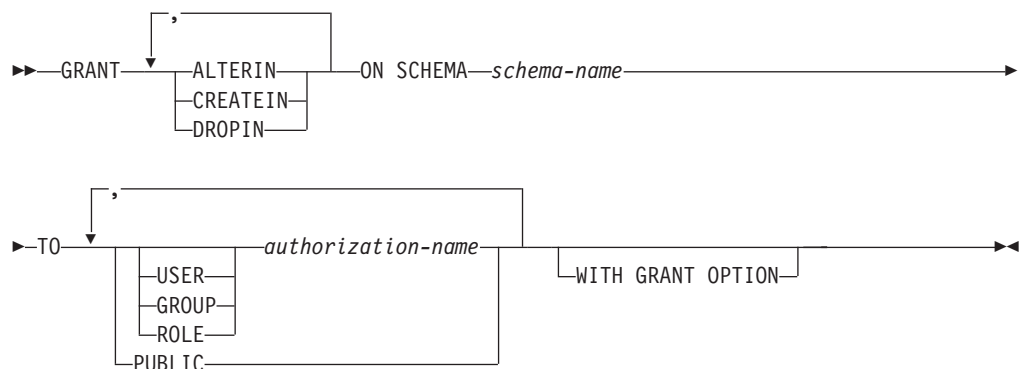 ,
GRANT ALTERIN ON SCHEMA schema-name
CREATEIN
DROPIN
,
TO authorization-name
USER WITH GRANT OPTION
GROUP
ROLE
PUBLIC